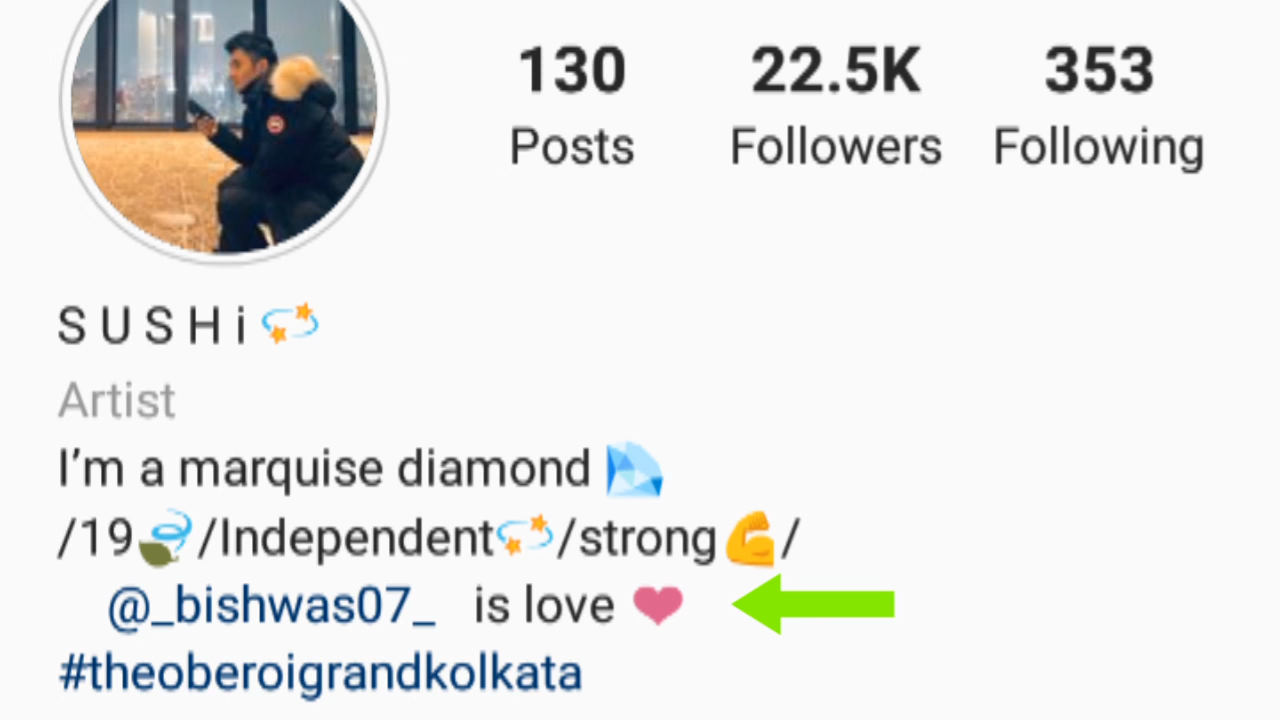 130 22.5K 353
Posts Followers Following
S U S H i 💫
Artist
I’m a marquise diamond 💎
/19🍃/Independent💫/strong💪/
@_bishwas07_ is love ❤
#theoberoigrandkolkata